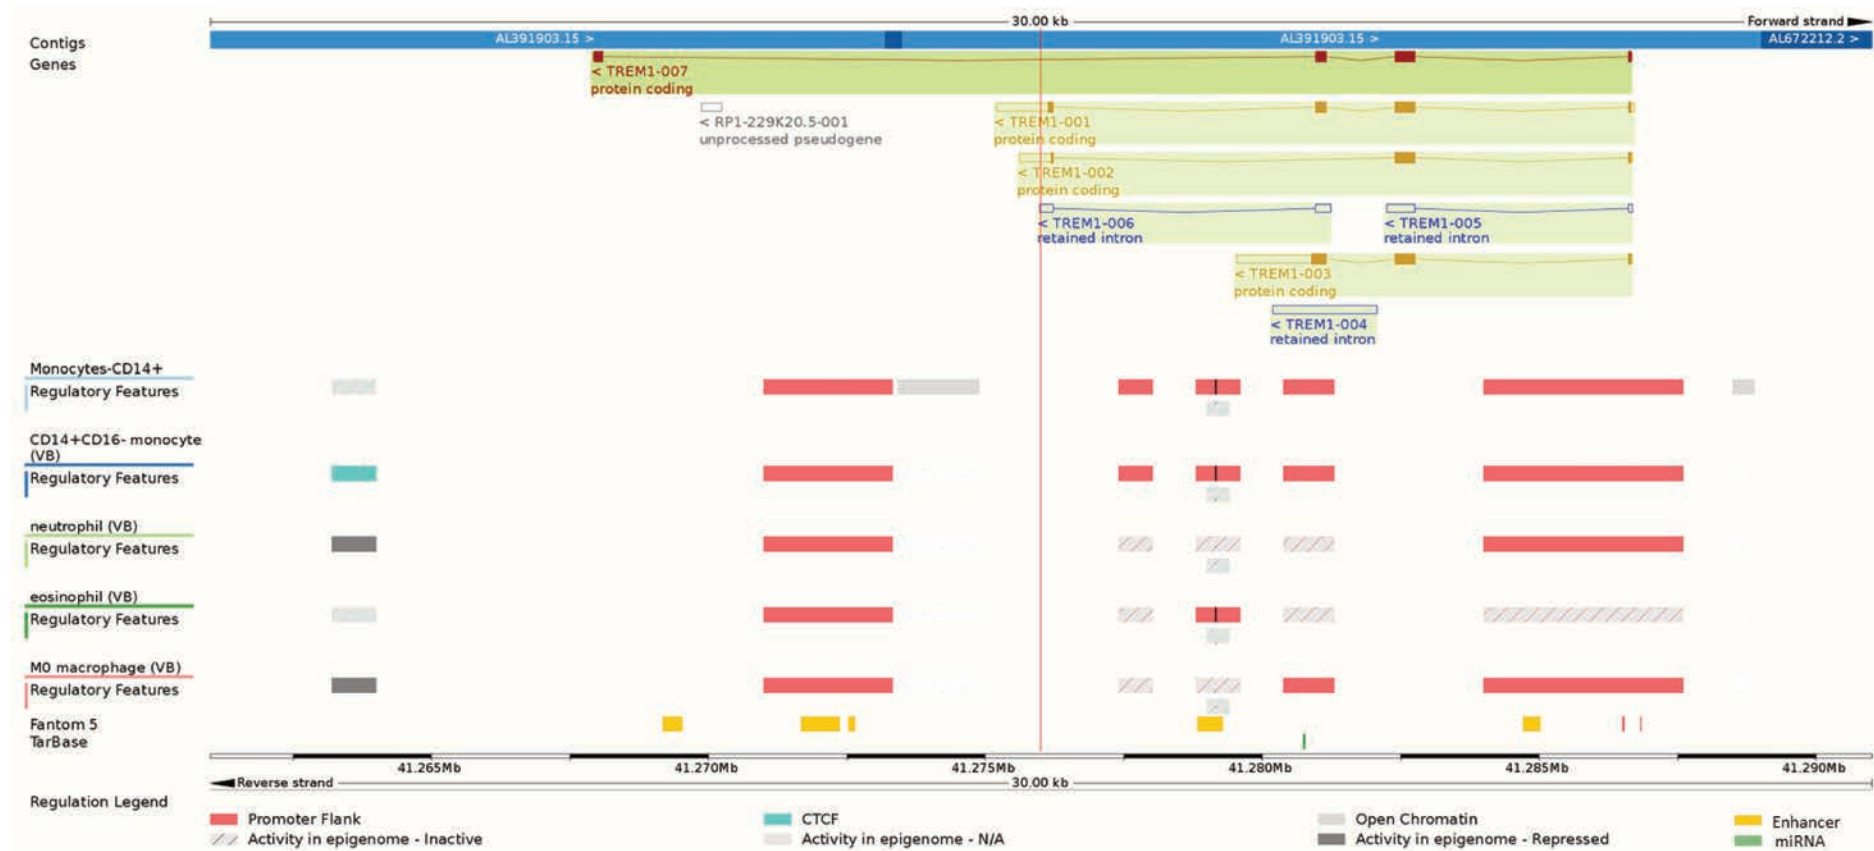 30.00 kb
Forward strand
Contigs
AL391903.15 >
AL391903.15 >
AL672212.2 >
Genes
< TREM1-007
protein coding
< RP1-229K20.5-001
unprocessed pseudogene
< TREM1-001
protein coding
< TREM1-002
protein coding
< TREM1-006
retained intron
< TREM1-005
retained intron
< TREM1-003
protein coding
< TREM1-004
retained intron
Monocytes-CD14+
Regulatory Features
CD14+CD16- monocyte
(VB)
Regulatory Features
neutrophil (VB)
Regulatory Features
eosinophil (VB)
Regulatory Features
M0 macrophage (VB)
Regulatory Features
Fantom 5
TarBase
41.265Mb
41.270Mb
41.275Mb
41.280Mb
41.285Mb
41.290Mb
Reverse strand
30.00 kb
Regulation Legend
Promoter Flank
CTCF
Open Chromatin
Enhancer
Activity in epigenome - Inactive
Activity in epigenome - N/A
Activity in epigenome - Repressed
miRNA